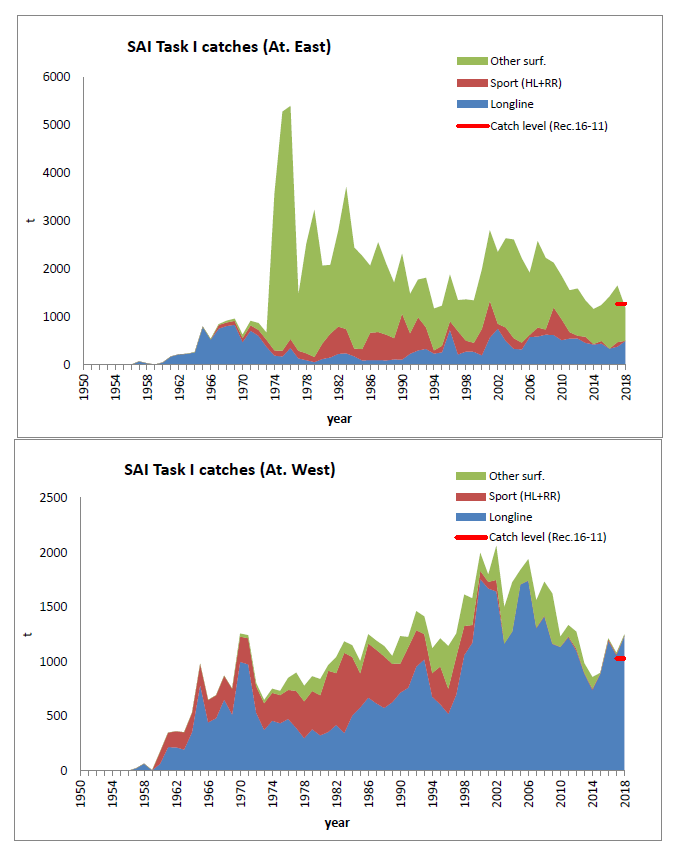 SAI Task I catches (At. East)
Other surf.
Sport (HL+RR)
Longline
Catch level (Rec.16-11)
6000
5000
4000
3000
2000
1000
0
t
1950 1954 1958 1962 1966 1970 1974 1978 1982 1986 1990 1994 1998 2002 2006 2010 2014 2018
year
SAI Task I catches (At. West)
Other surf.
Sport (HL+RR)
Longline
Catch level (Rec.16-11)
2500
2000
1500
1000
500
0
t
1950 1954 1958 1962 1966 1970 1974 1978 1982 1986 1990 1994 1998 2002 2006 2010 2014 2018
year